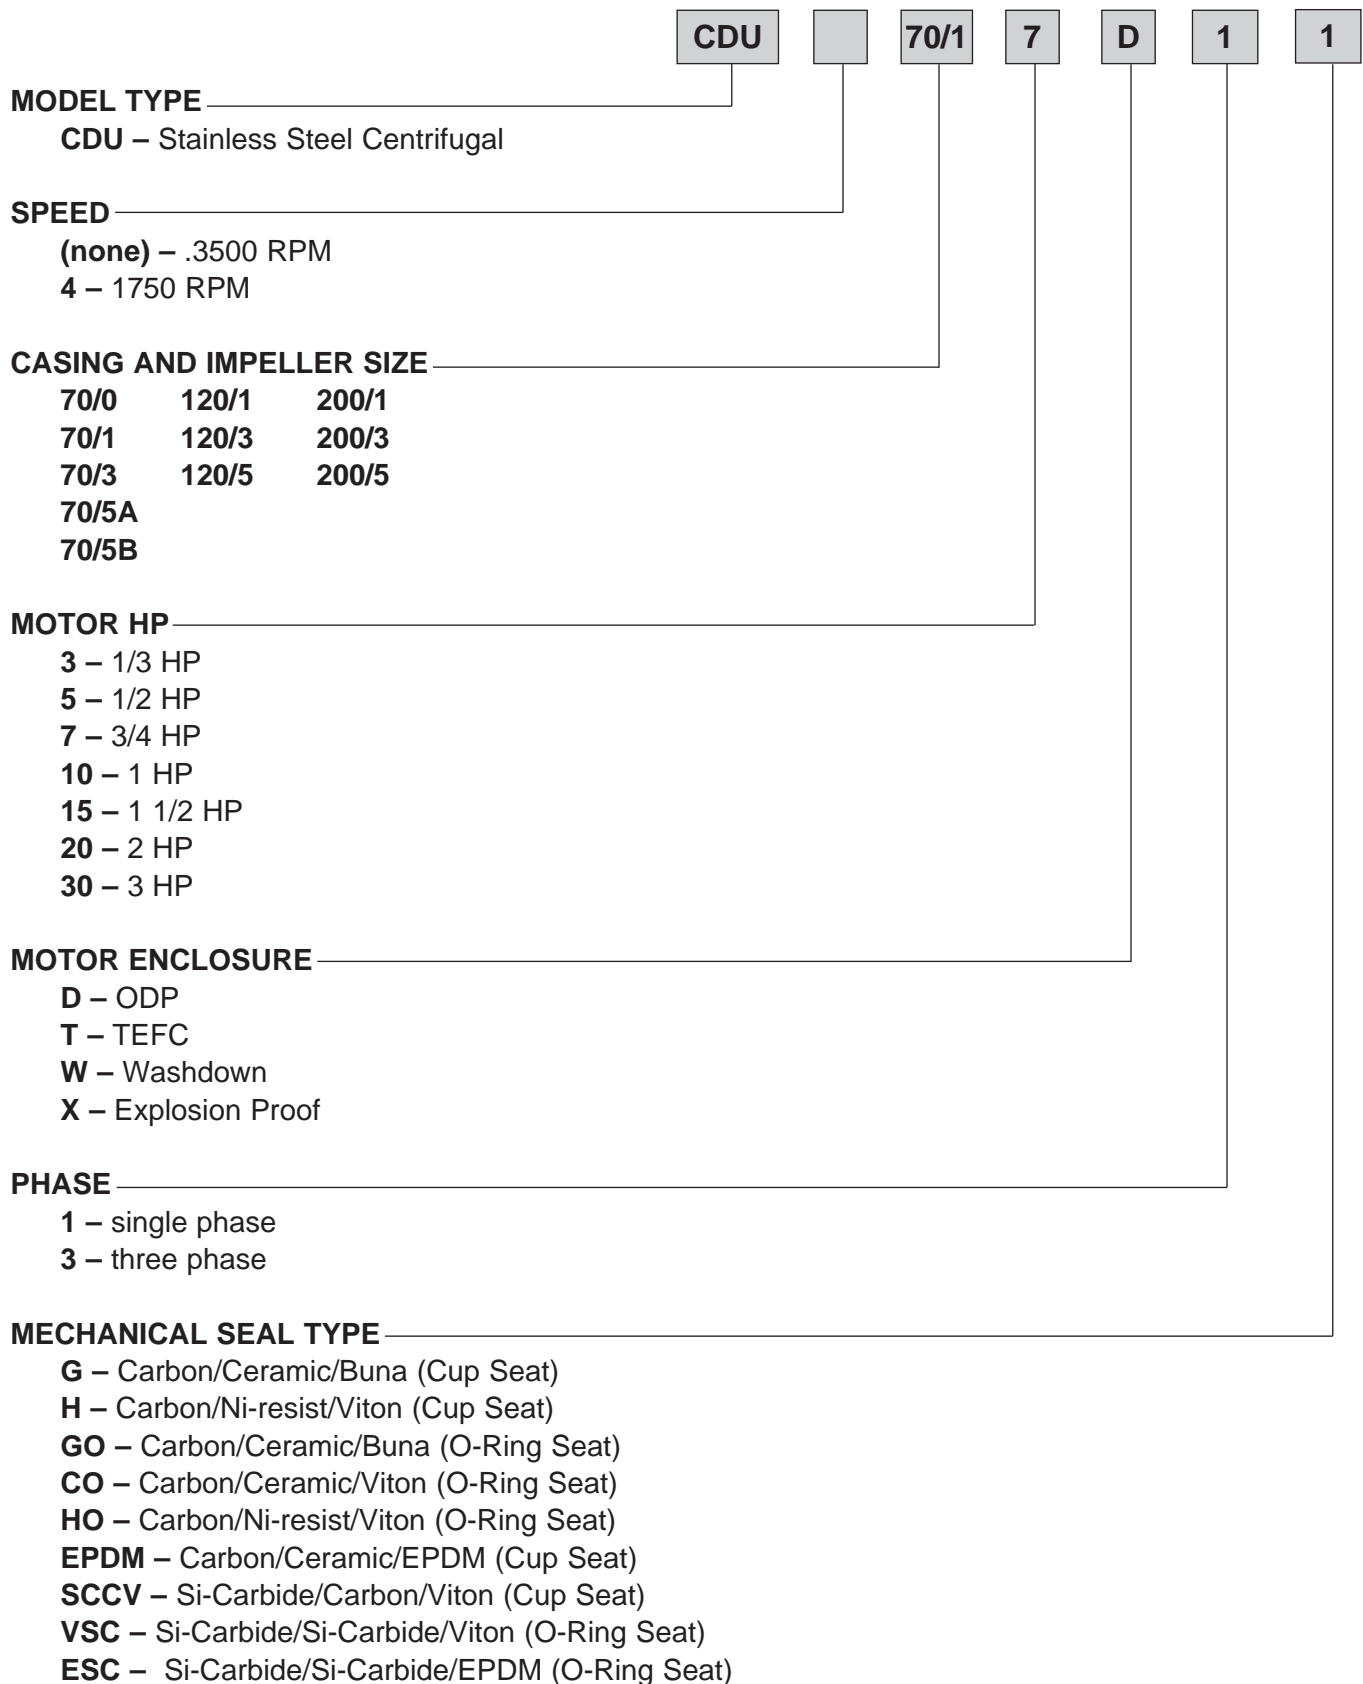 CDU 70/1 7 D 1 1
MODEL TYPE
CDU – Stainless Steel Centrifugal
SPEED
(none) – .3500 RPM
4 – 1750 RPM
CASING AND IMPELLER SIZE
70/0 120/1 200/1
70/1 120/3 200/3
70/3 120/5 200/5
70/5A
70/5B
MOTOR HP
3 – 1/3 HP
5 – 1/2 HP
7 – 3/4 HP
10 – 1 HP
15 – 1 1/2 HP
20 – 2 HP
30 – 3 HP
MOTOR ENCLOSURE
D – ODP
T – TEFC
W – Washdown
X – Explosion Proof
PHASE
1 – single phase
3 – three phase
MECHANICAL SEAL TYPE
G – Carbon/Ceramic/Buna (Cup Seat)
H – Carbon/Ni-resist/Viton (Cup Seat)
GO – Carbon/Ceramic/Buna (O-Ring Seat)
CO – Carbon/Ceramic/Viton (O-Ring Seat)
HO – Carbon/Ni-resist/Viton (O-Ring Seat)
EPDM – Carbon/Ceramic/EPDM (Cup Seat)
SCCV – Si-Carbide/Carbon/Viton (Cup Seat)
VSC – Si-Carbide/Si-Carbide/Viton (O-Ring Seat)
ESC – Si-Carbide/Si-Carbide/EPDM (O-Ring Seat)